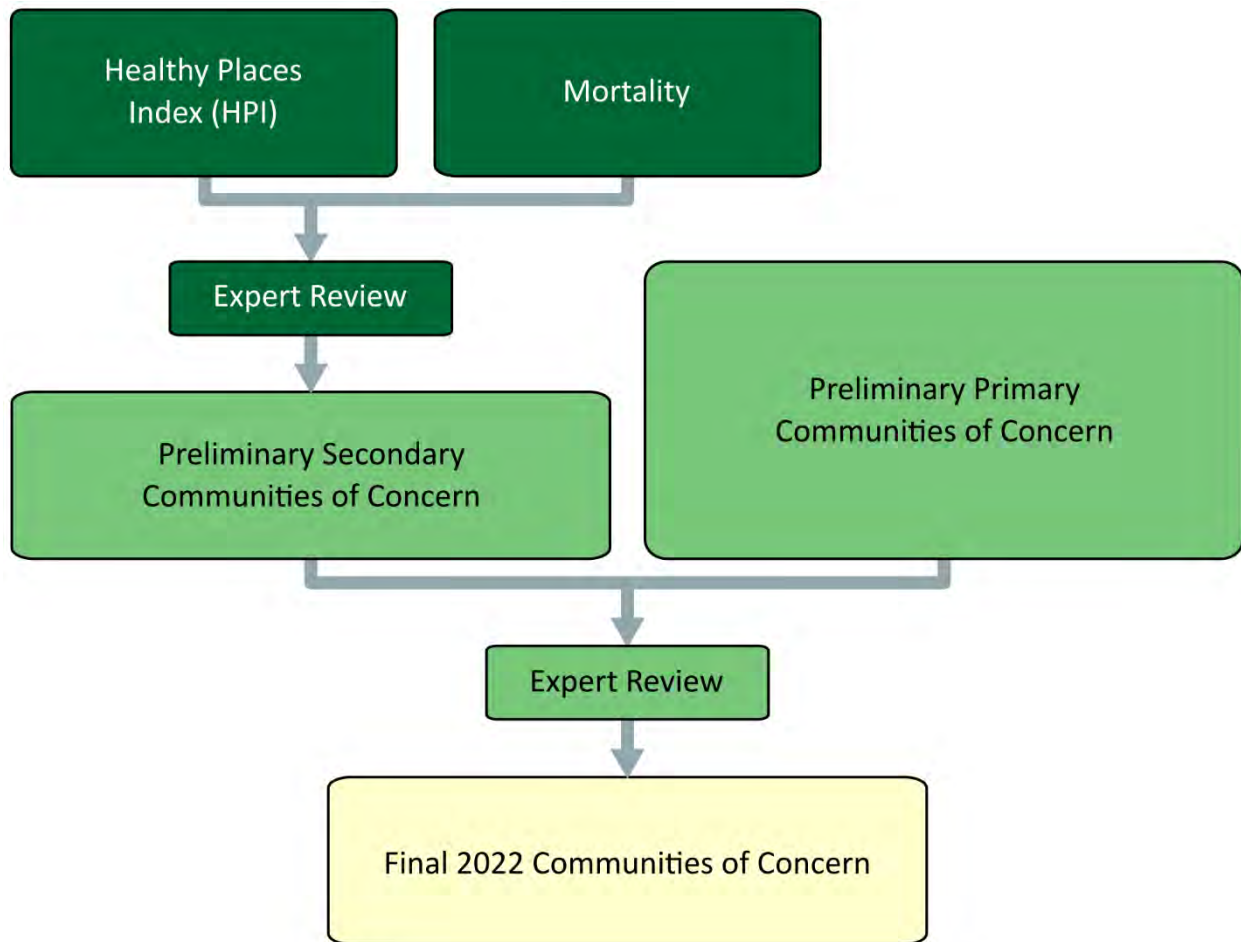 Healthy Places
Index (HPI)
Mortality
Expert Review
Preliminary Secondary
Communities of Concern
Preliminary Primary
Communities of Concern
Expert Review
Final 2022 Communities of Concern